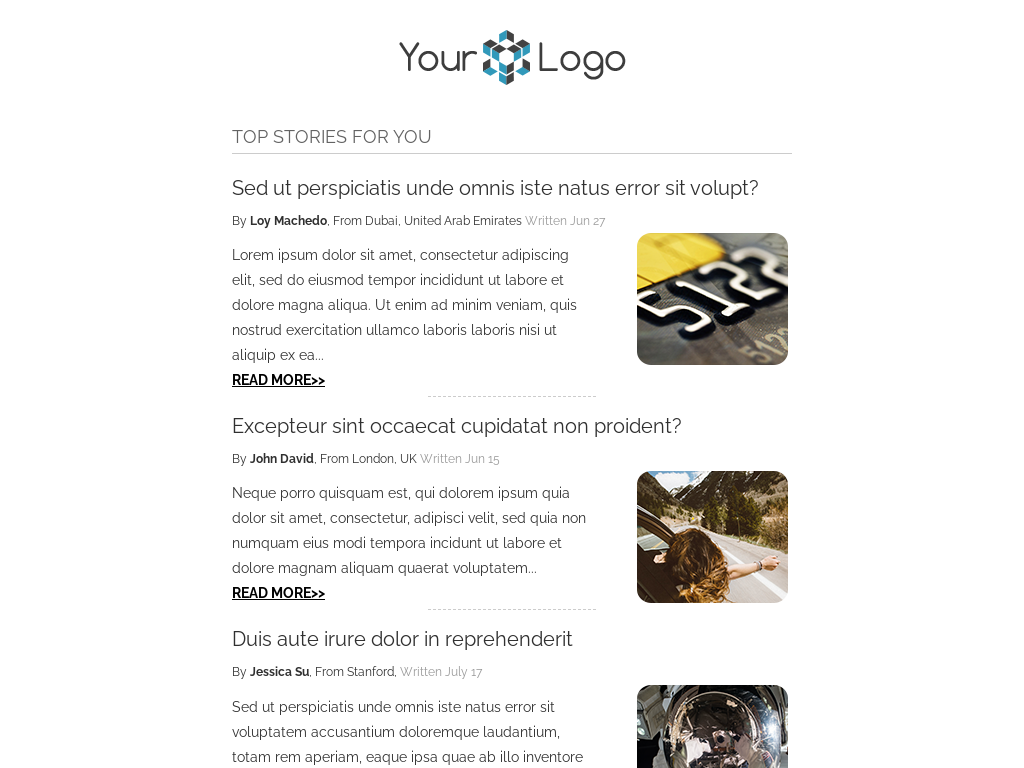 Your Logo
TOP STORIES FOR YOU
Sed ut perspiciatis unde omnis iste natus error sit volupt?
By Loy Machedo, From Dubai, United Arab Emirates Written Jun 27
Lorem ipsum dolor sit amet, consectetur adipiscing
elit, sed do eiusmod tempor incididunt ut labore et
dolore magna aliqua. Ut enim ad minim veniam, quis
nostrud exercitation ullamco laboris laboris nisi ut
aliquip ex ea...
READ MORE>>
5122
512
Excepteur sint occaecat cupidatat non proident?
By John David, From London, UK Written Jun 15
Neque porro quisquam est, qui dolorem ipsum quia
dolor sit amet, consectetur, adipisci velit, sed quia non
numquam eius modi tempora incidunt ut labore et
dolore magnam aliquam quaerat voluptatem...
READ MORE>>
Duis aute irure dolor in reprehenderit
By Jessica Su, From Stanford, Written July 17
Sed ut perspiciatis unde omnis iste natus error sit
voluptatem accusantium doloremque laudantium,
totam rem aperiam, eaque ipsa quae ab illo inventore